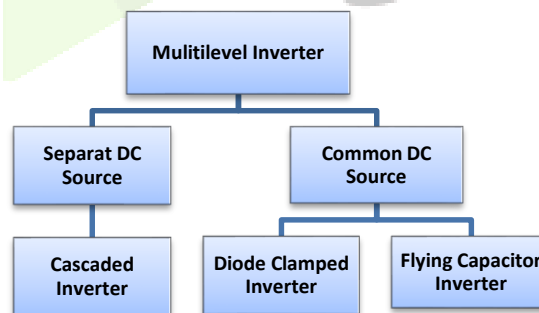 Mulitilevel Inverter
Separat DC
Source
Common DC
Source
Cascaded
Inverter
Diode Clamped
Inverter
Flying Capacitor
Inverter